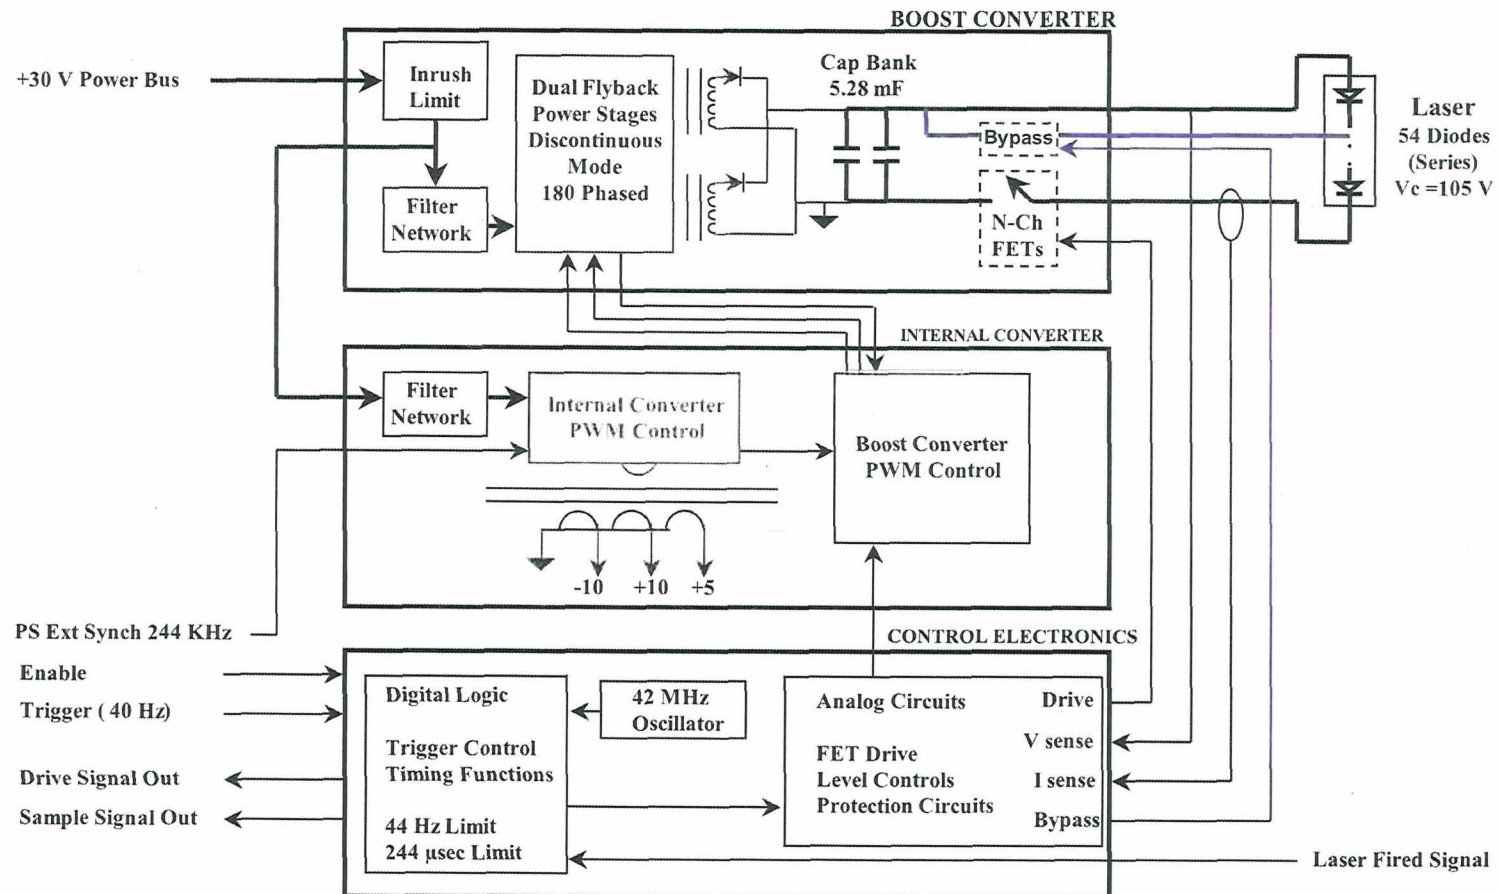 BOOST CONVERTER
+30 V Power Bus
Inrush
Limit
Filter
Network
Dual Flyback
Power Stages
Discontinuous
Mode
180 Phased
Cap Bank
5.28 mF
Bypass
N-Ch
FETs
Laser
54 Diodes
(Series)
Vc =105 V
INTERNAL CONVERTER
Filter
Network
Internal Converter
PWM Control
Boost Converter
PWM Control
-10 +10 +5
PS Ext Synch 244 KHz
CONTROL ELECTRONICS
Enable
Trigger ( 40 Hz)
Drive Signal Out
Sample Signal Out
Digital Logic
Trigger Control
Timing Functions
44 Hz Limit
244 µsec Limit
42 MHz
Oscillator
Analog Circuits
FET Drive
Level Controls
Protection Circuits
Drive
V sense
I sense
Bypass
Laser Fired Signal